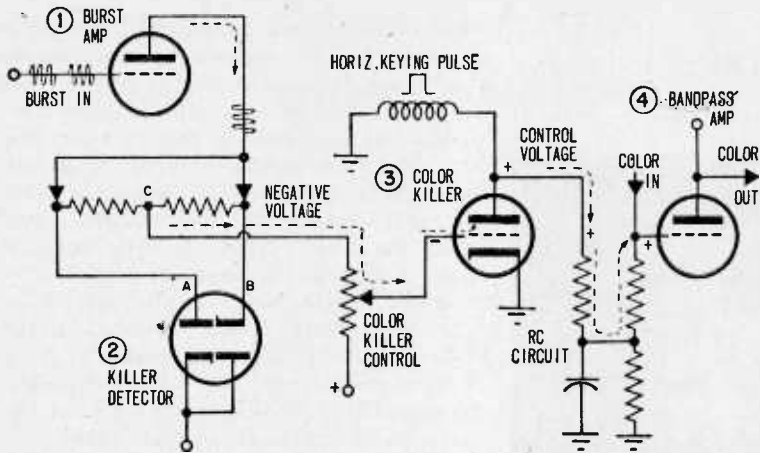 ① BURST
AMP
BURST IN
HORIZ. KEYING PULSE
④ BANDPASS
AMP
COLOR
IN
COLOR
OUT
+
CONTROL
VOLTAGE
③ COLOR
KILLER
C
NEGATIVE
VOLTAGE
-
+
+
A
B
COLOR
KILLER
CONTROL
+
② KILLER
DETECTOR
RC
CIRCUIT